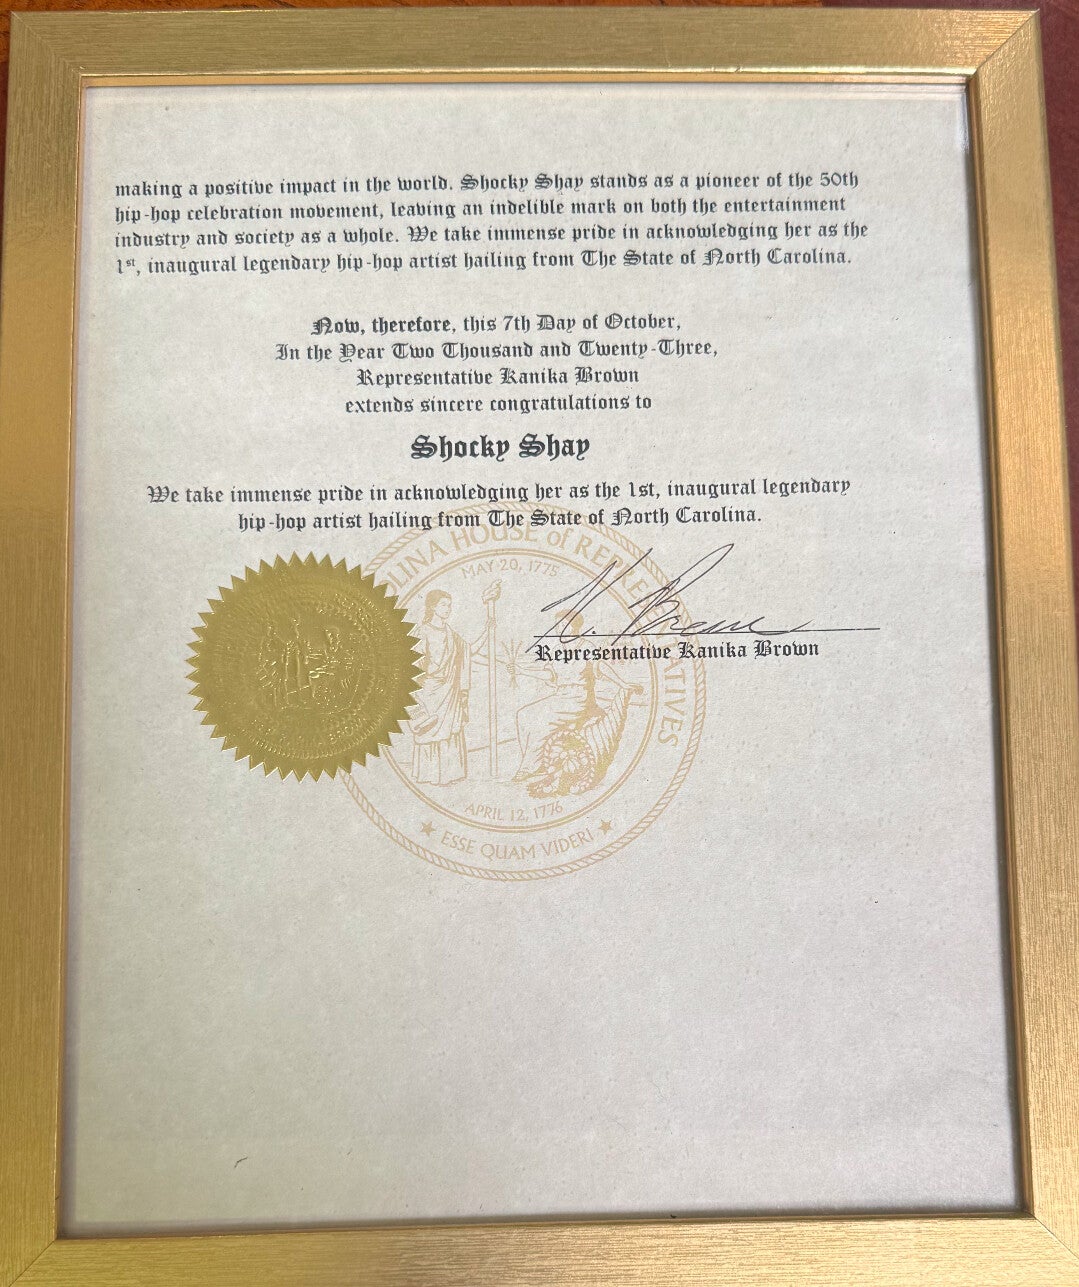 making a positive impact in the world. Shocky Shay stands as a pioneer of the 50th
hip-hop celebration movement, leaving an indelible mark on both the entertainment
industry and society as a whole. We take immense pride in acknowledging her as the
1st, inaugural legendary hip-hop artist hailing from The State of North Carolina.
Now, therefore, this 7th Day of October,
In the Year Two Thousand and Twenty-Three,
Representative Kanika Brown
extends sincere congratulations to
Shocky Shay
We take immense pride in acknowledging her as the 1st, inaugural legendary
hip-hop artist hailing from The State of North Carolina.
OLINA HOUSE of REPRESENTATIVES
MAY 20, 1775
K. Brown
Representative Kanika Brown
APRIL 12, 1776
ESSE QUAM VIDERI